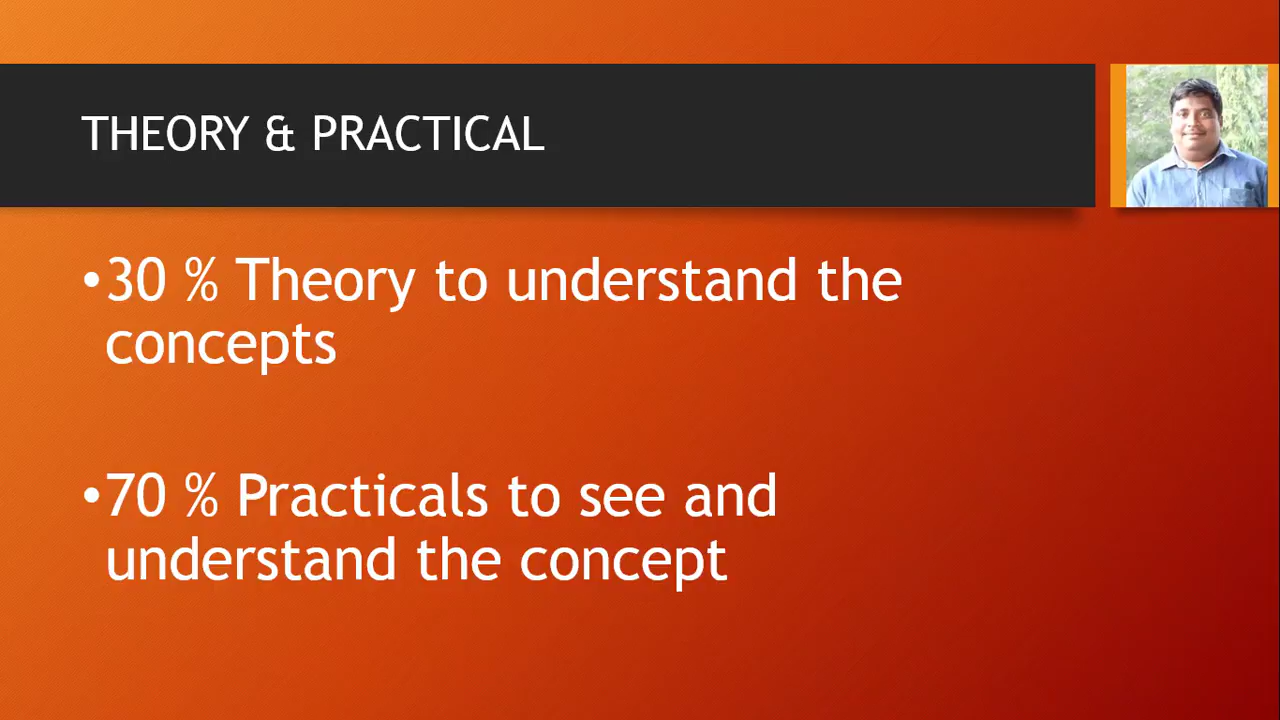 THEORY & PRACTICAL
•30 % Theory to understand the
concepts
•70 % Practicals to see and
understand the concept